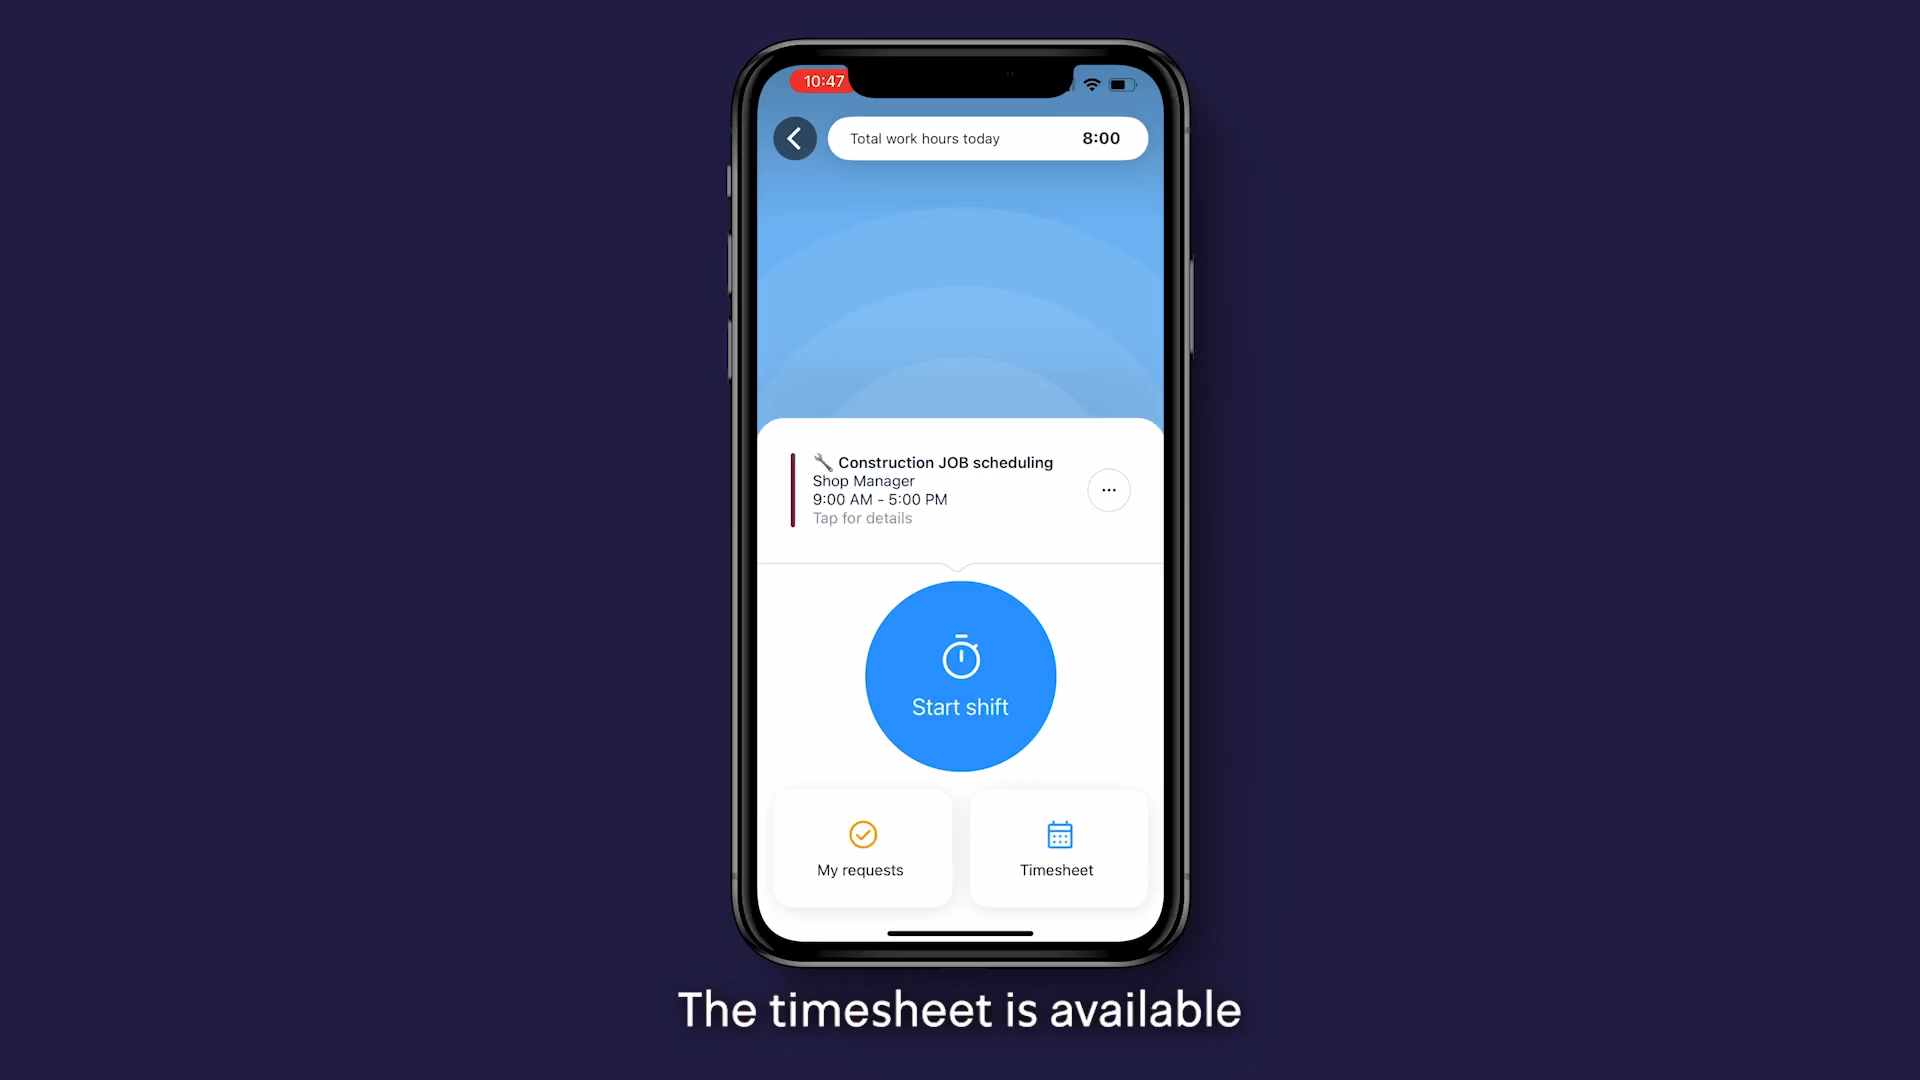 10:47
Total work hours today 8:00
Construction JOB scheduling
Shop Manager
9:00 AM - 5:00 PM
Tap for details
Start shift
My requests Timesheet
The timesheet is available